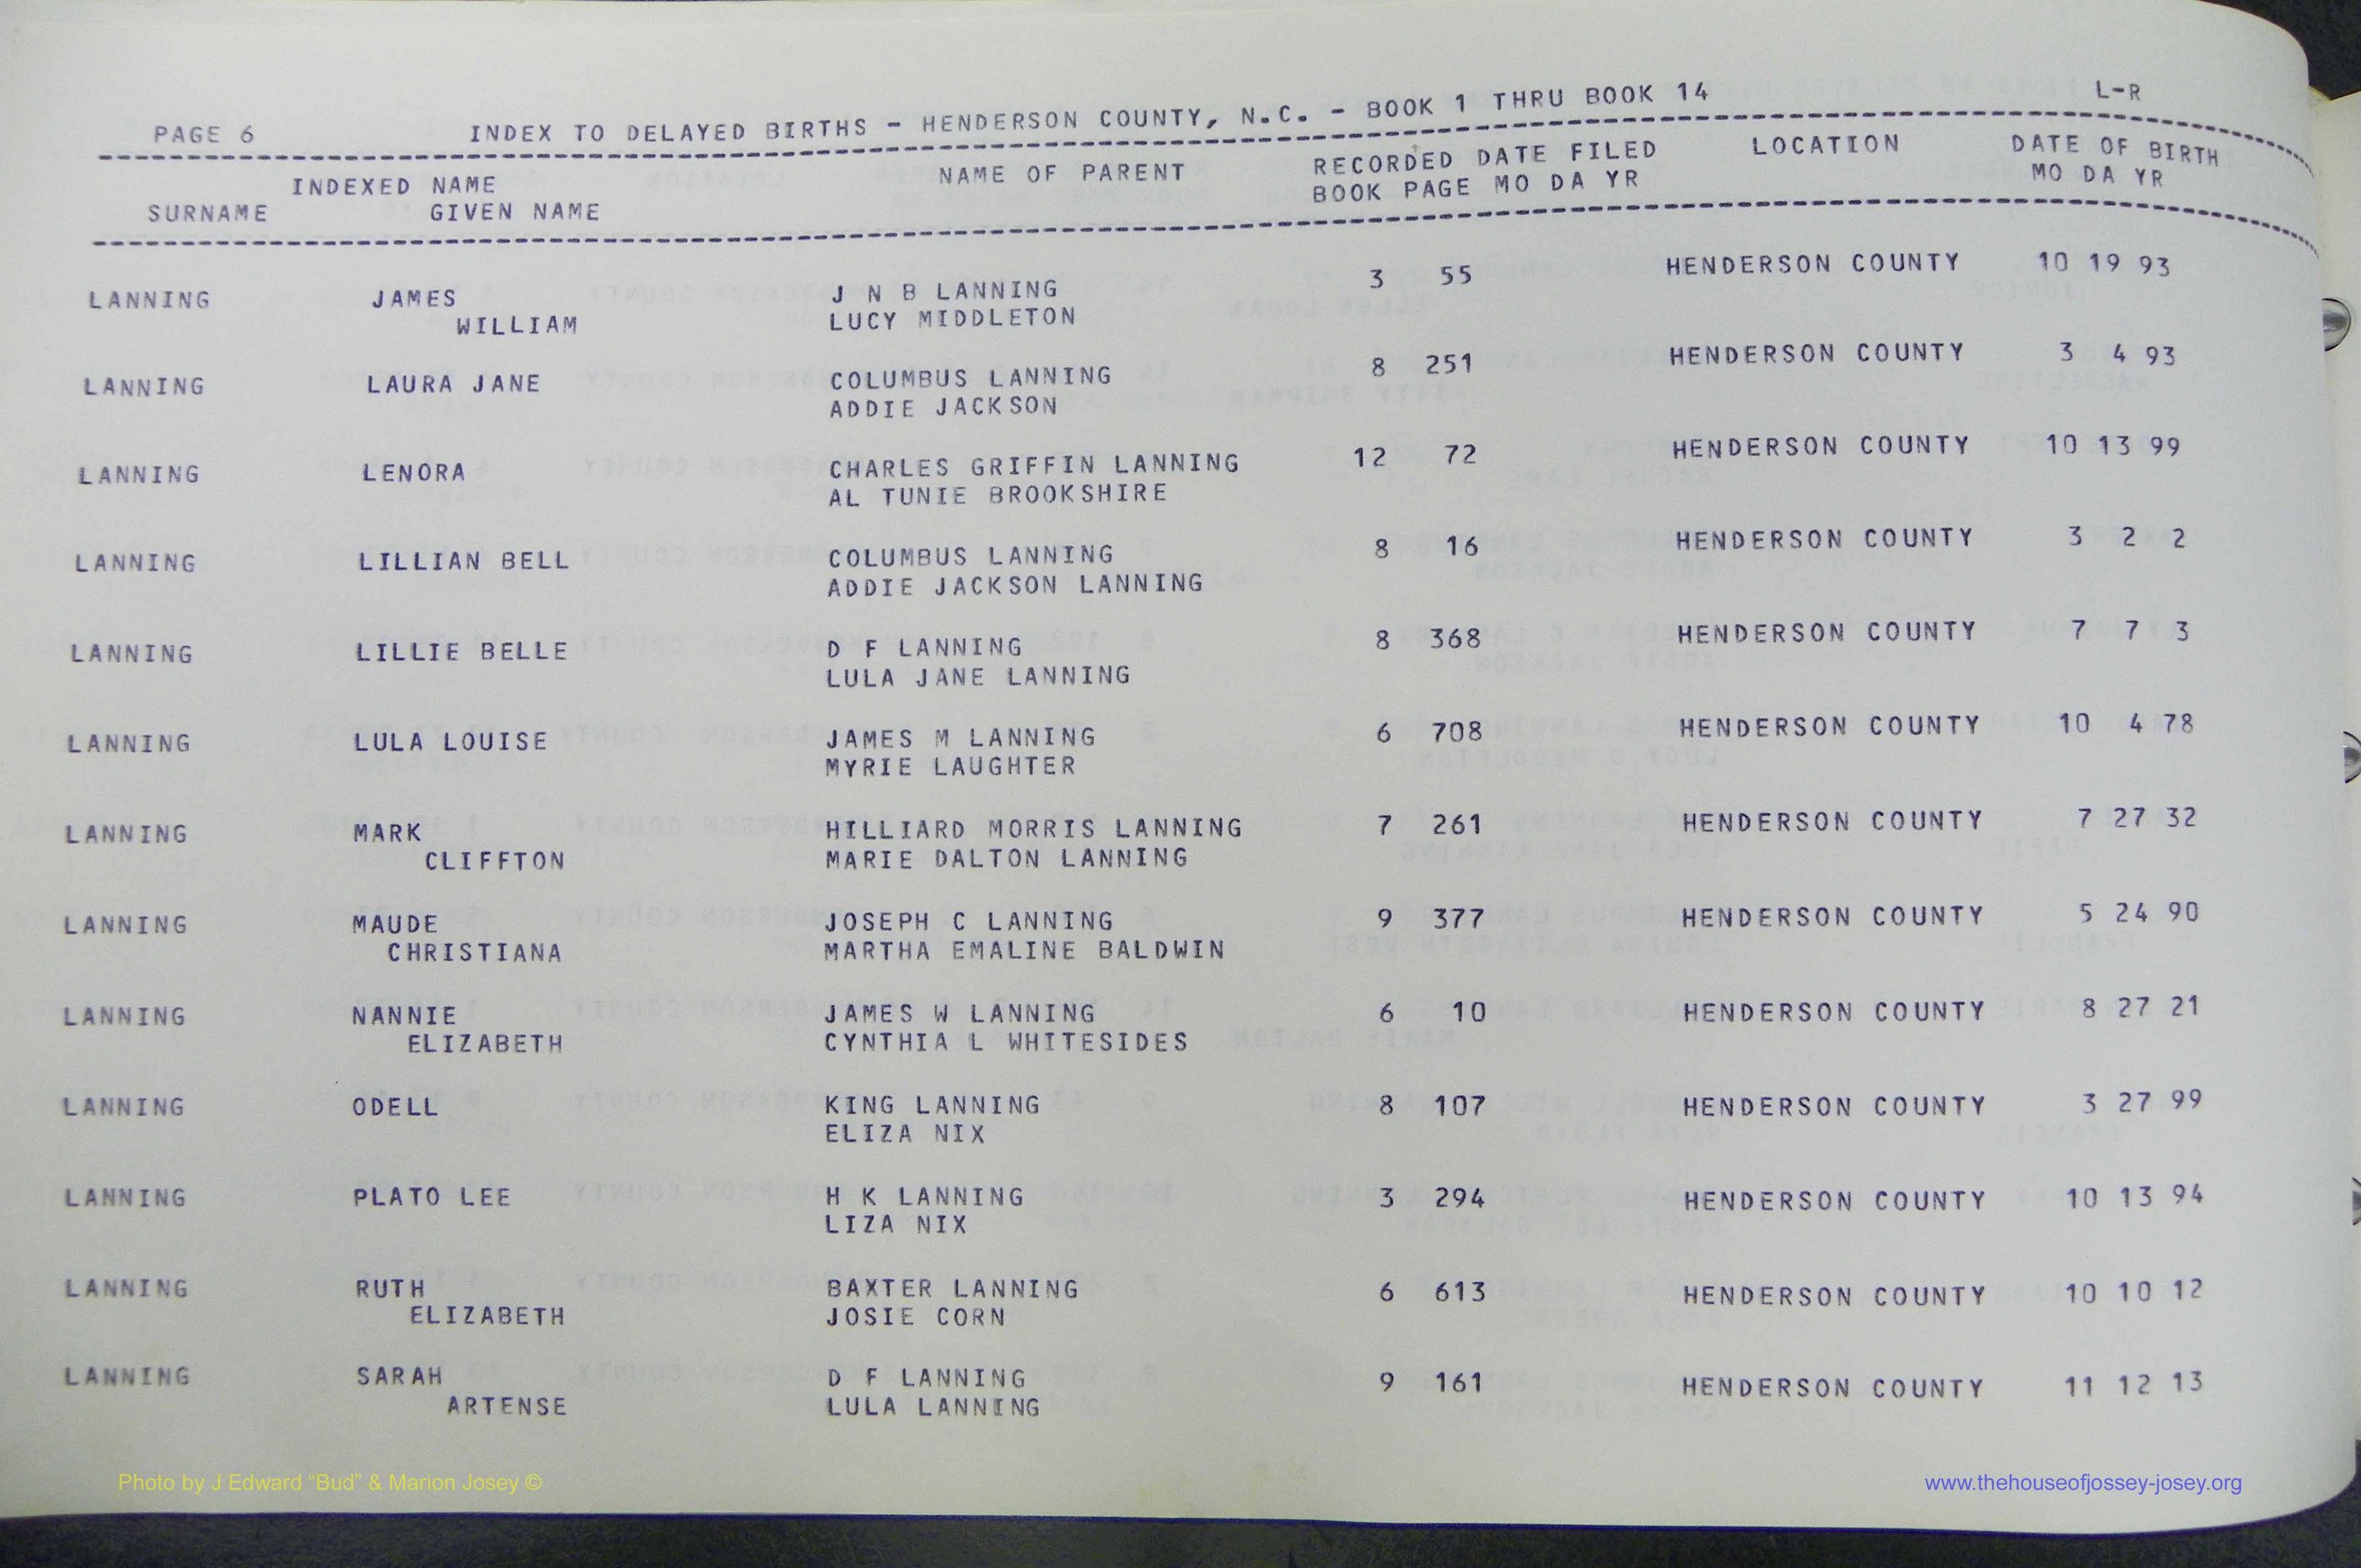 PAGE 6 INDEX TO DELAYED BIRTHS - HENDERSON COUNTY, N.C. - BOOK 1 THRU BOOK 14 L-R
INDEXED NAME NAME OF PARENT RECORDED DATE FILED LOCATION DATE OF BIRTH
SURNAME GIVEN NAME BOOK PAGE MO DA YR MO DA YR
LANNING JAMES J N B LANNING 3 55 HENDERSON COUNTY 10 19 93
WILLIAM LUCY MIDDLETON
LANNING LAURA JANE COLUMBUS LANNING 8 251 HENDERSON COUNTY 3 4 93
ADDIE JACKSON
LANNING LENORA CHARLES GRIFFIN LANNING 12 72 HENDERSON COUNTY 10 13 99
AL TUNIE BROOKSHIRE
LANNING LILLIAN BELL COLUMBUS LANNING 8 16 HENDERSON COUNTY 3 2 2
ADDIE JACKSON LANNING
LANNING LILLIE BELLE D F LANNING 8 368 HENDERSON COUNTY 7 7 3
LULA JANE LANNING
LANNING LULA LOUISE JAMES M LANNING 6 708 HENDERSON COUNTY 10 4 78
MYRIE LAUGHTER
LANNING MARK HILLIARD MORRIS LANNING 7 261 HENDERSON COUNTY 7 27 32
CLIFFTON MARIE DALTON LANNING
LANNING MAUDE JOSEPH C LANNING 9 377 HENDERSON COUNTY 5 24 90
CHRISTIANA MARTHA EMALINE BALDWIN
LANNING NANNIE JAMES W LANNING 6 10 HENDERSON COUNTY 8 27 21
ELIZABETH CYNTHIA L WHITESIDES
LANNING ODELL KING LANNING 8 107 HENDERSON COUNTY 3 27 99
ELIZA NIX
LANNING PLATO LEE H K LANNING 3 294 HENDERSON COUNTY 10 13 94
LIZA NIX
LANNING RUTH BAXTER LANNING 6 613 HENDERSON COUNTY 10 10 12
ELIZABETH JOSIE CORN
LANNING SARAH D F LANNING 9 161 HENDERSON COUNTY 11 12 13
ARTENSE LULA LANNING
Photo by J Edward “Bud” & Marion Josey © www.thehouseofjossey-josey.org